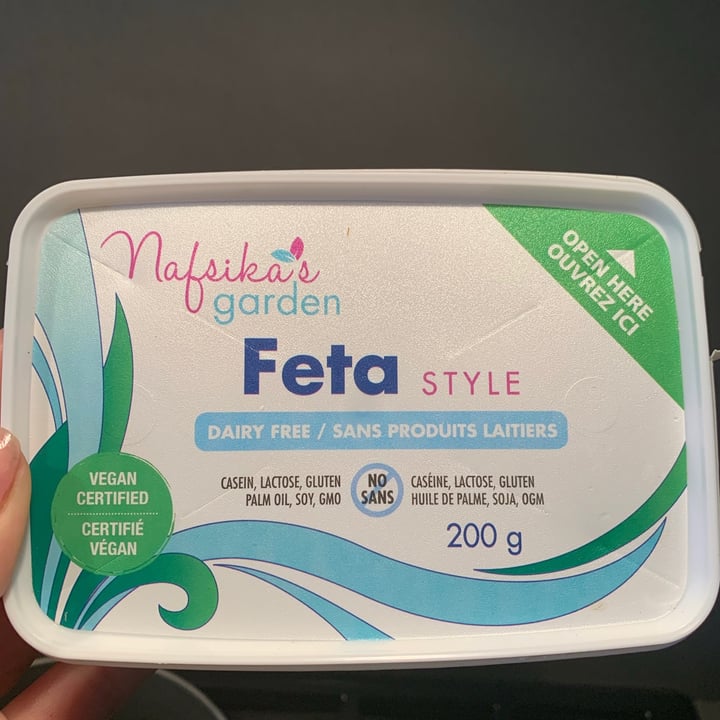 Nafsika's
garden
OPEN HERE
OUVREZ ICI
Feta STYLE
DAIRY FREE / SANS PRODUITS LAITIERS
CASEIN, LACTOSE, GLUTEN
PALM OIL, SOY, GMO
NO
SANS
CASÉINE, LACTOSE, GLUTEN
HUILE DE PALME, SOJA, OGM
VEGAN
CERTIFIED
CERTIFIÉ
VÉGAN
200 g